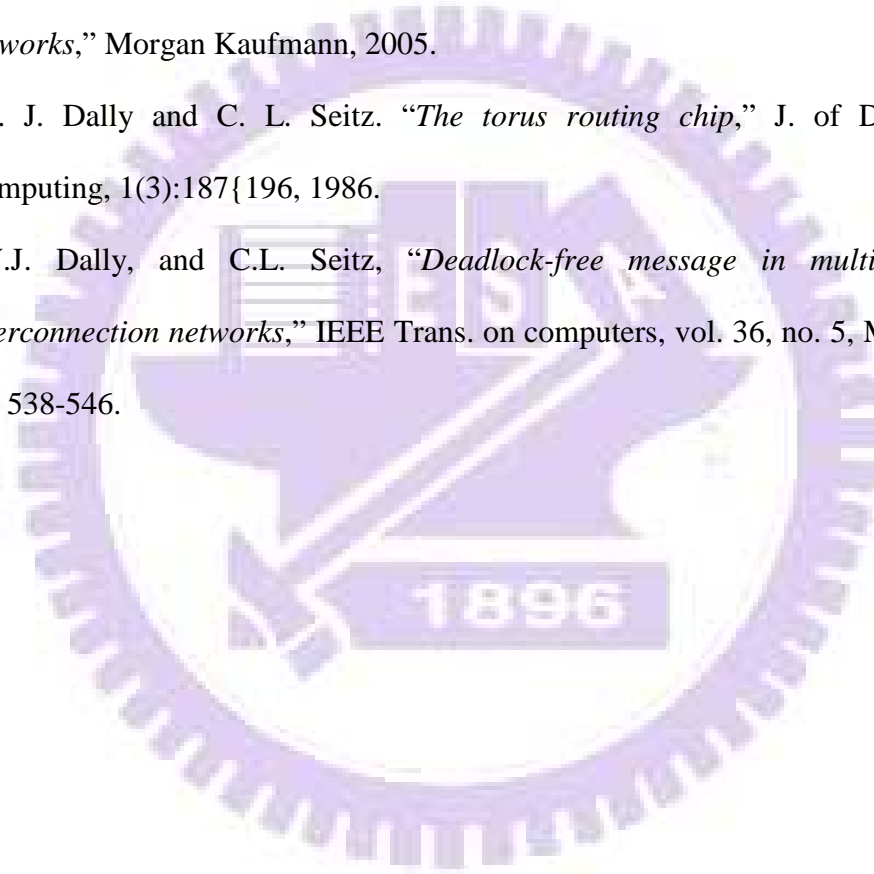 works,” Morgan Kaufmann, 2005.
. J. Dally and C. L. Seitz. “The torus routing chip,” J. of D
mputing, 1(3):187{196, 1986.
.J. Dally, and C.L. Seitz, “Deadlock-free message in multi
erconnection networks,” IEEE Trans. on computers, vol. 36, no. 5, M
538-546.
E S A
1896